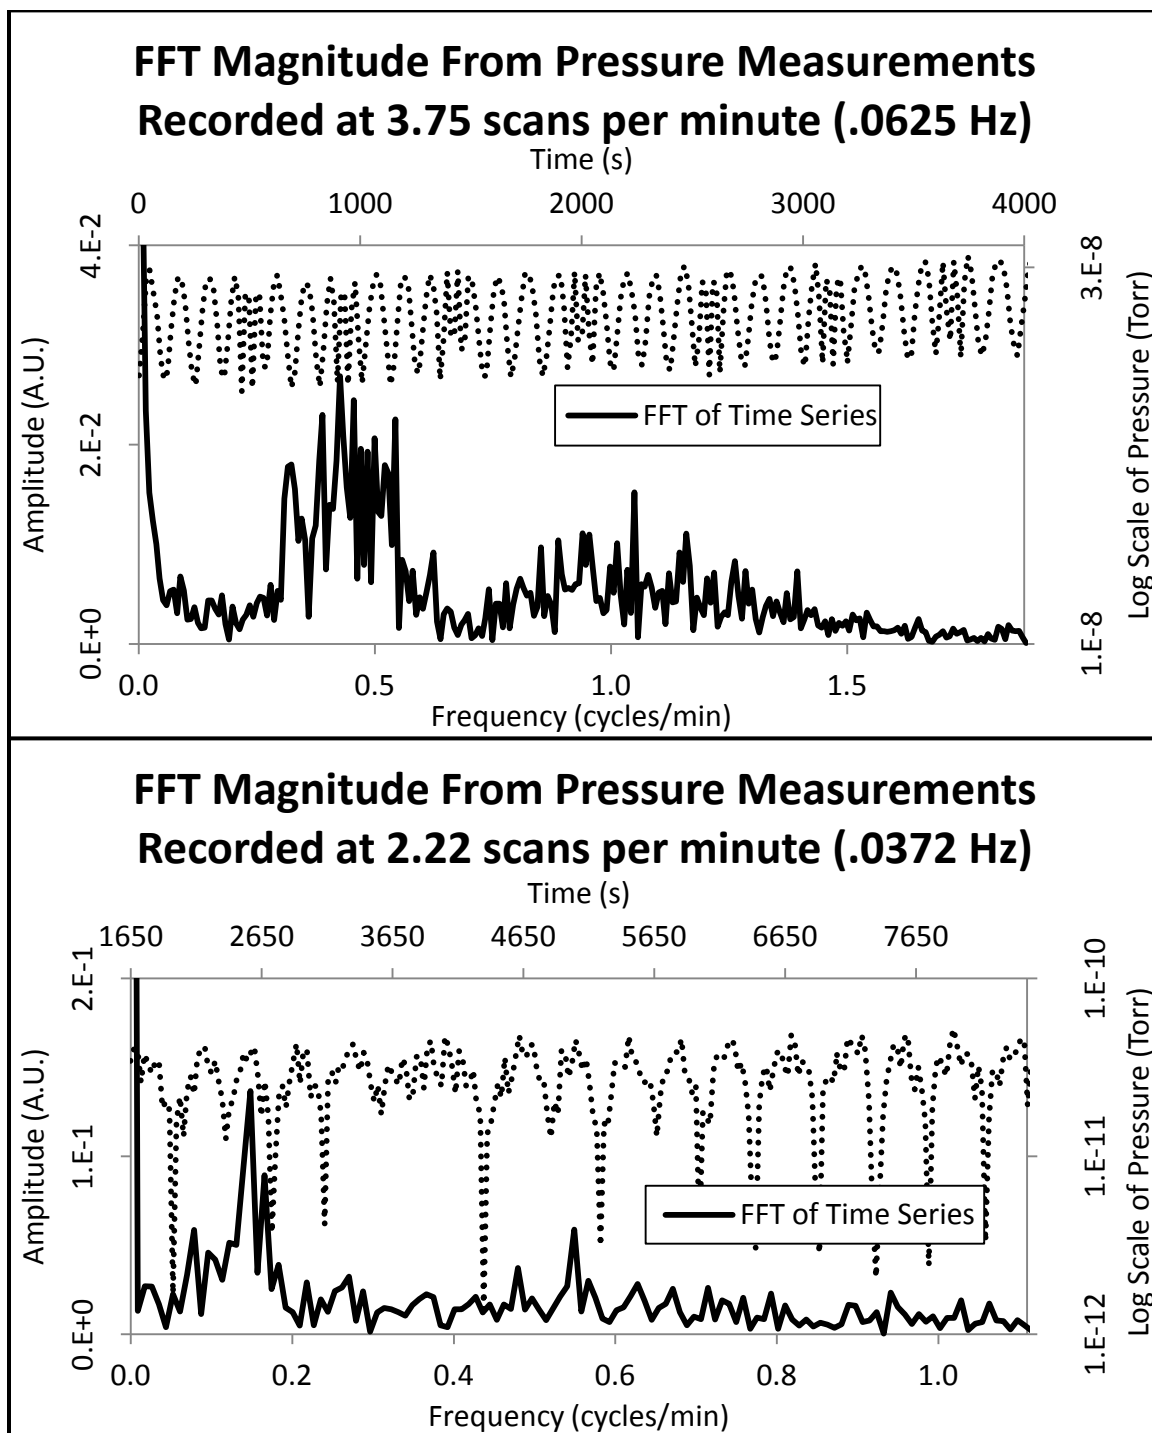 FFT Magnitude From Pressure Measurements
Recorded at 3.75 scans per minute (.0625 Hz)
Time (s)
0 1000 2000 3000 4000
4.E-2
2.E-2
0.E+0
Amplitude (A.U.)
3.E-8
1.E-8
Log Scale of Pressure (Torr)
FFT of Time Series
0.0 0.5 1.0 1.5
Frequency (cycles/min)
FFT Magnitude From Pressure Measurements
Recorded at 2.22 scans per minute (.0372 Hz)
Time (s)
1650 2650 3650 4650 5650 6650 7650
2.E-1
1.E-1
0.E+0
Amplitude (A.U.)
1.E-10
1.E-11
1.E-12
Log Scale of Pressure (Torr)
FFT of Time Series
0.0 0.2 0.4 0.6 0.8 1.0
Frequency (cycles/min)